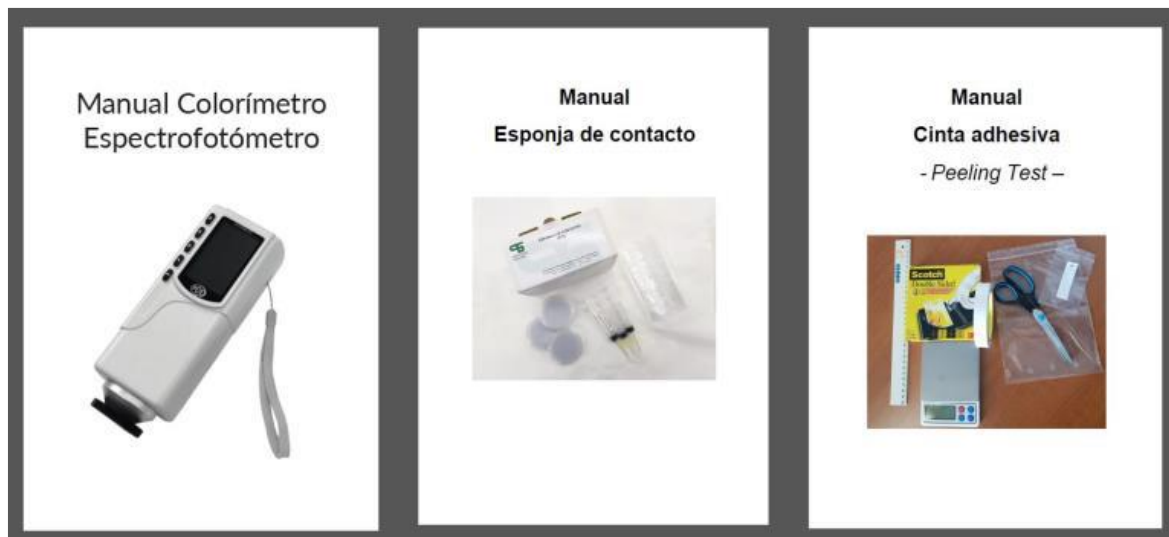 Manual Colorímetro
Espectrofotómetro
Manual
Esponja de contacto
Manual
Cinta adhesiva
- Peeling Test –
Scotch
Double Sided